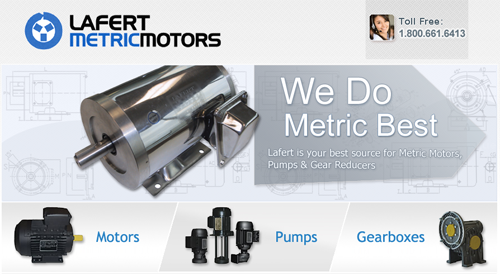 LAFERT
METRICMOTORS
Toll Free:
1.800.661.6413
We Do
Metric Best
Lafert is your best source for Metric Motors,
Pumps & Gear Reducers
Motors
Pumps
Gearboxes